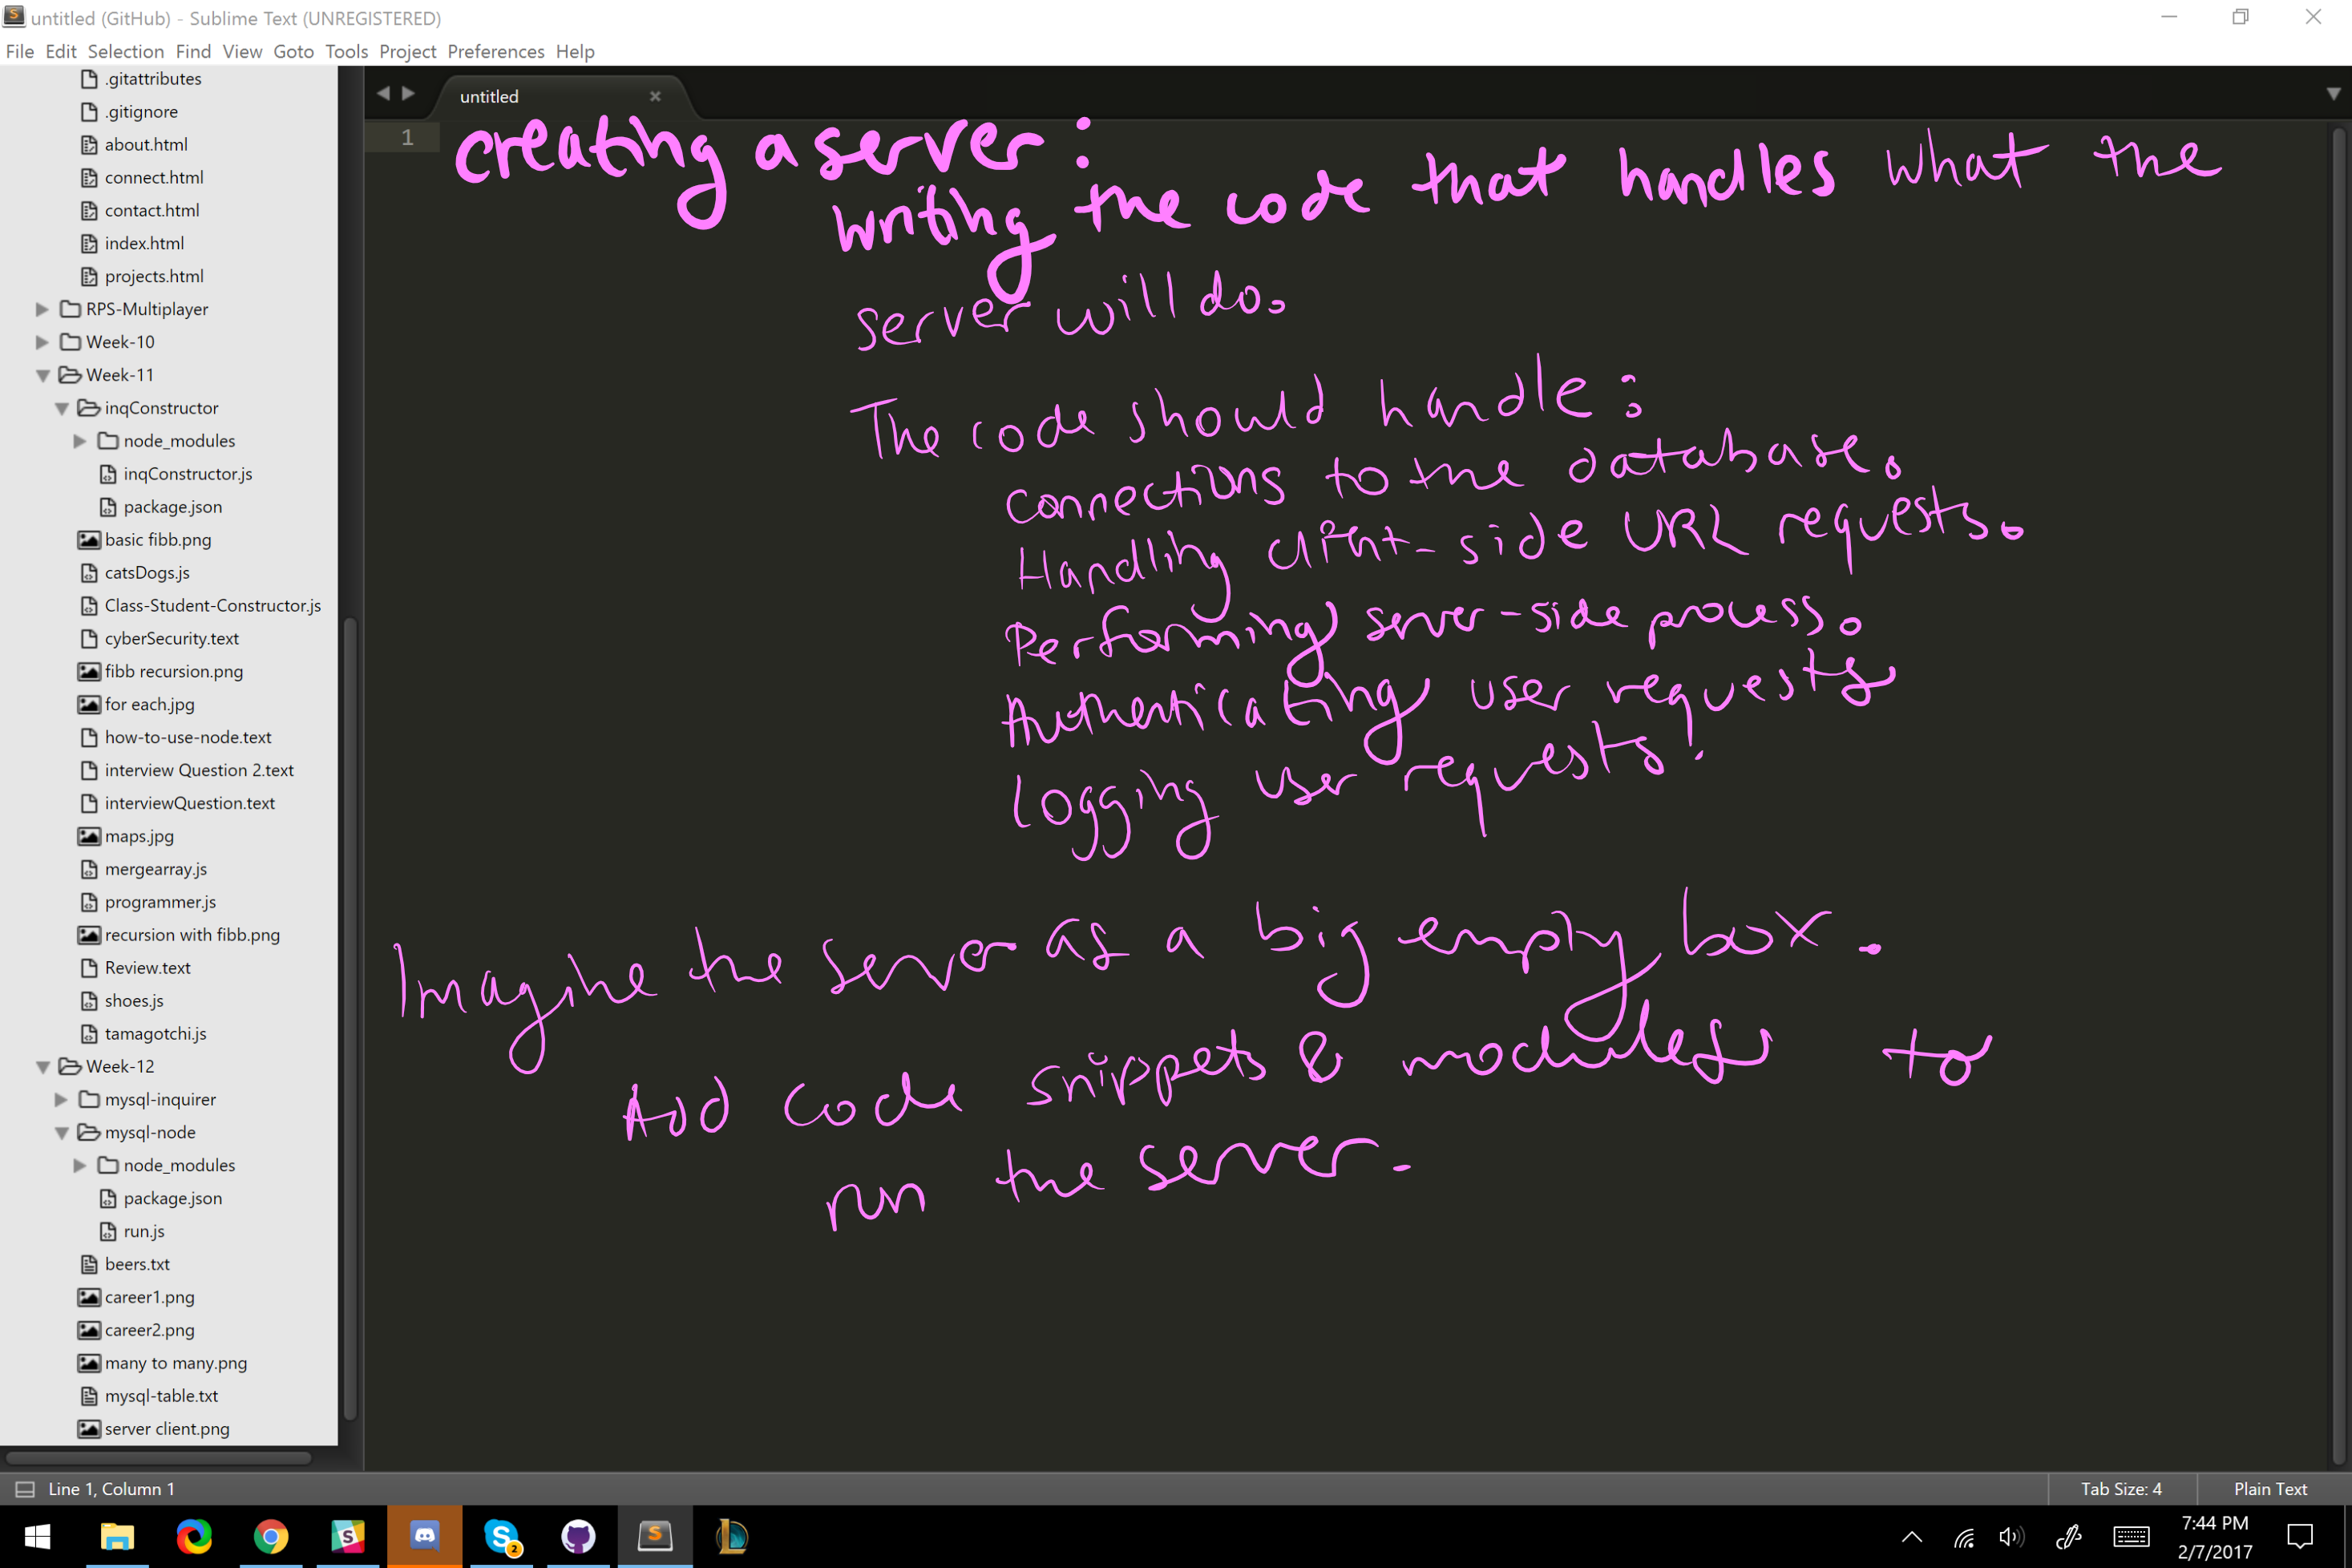 untitled (GitHub) - Sublime Text (UNREGISTERED)
File Edit Selection Find View Goto Tools Project Preferences Help
.gitattributes
.gitignore
about.html
connect.html
contact.html
index.html
projects.html
RPS-Multiplayer
Week-10
Week-11
inqConstructor
node_modules
inqConstructor.js
package.json
basic fibb.png
catsDogs.js
Class-Student-Constructor.js
cyberSecurity.text
fibb recursion.png
for each.jpg
how-to-use-node.text
interview Question 2.text
interviewQuestion.text
maps.jpg
mergearray.js
programmer.js
recursion with fibb.png
Review.text
shoes.js
tamagotchi.js
Week-12
mysql-inquirer
mysql-node
node_modules
package.json
run.js
beers.txt
career1.png
career2.png
many to many.png
mysql-table.txt
server client.png
untitled
1
creating a server:
writing the code that handles what the
server will do.
The code should handle:
Connections to the database.
Handling client-side URL requests.
Performing server-side process.
Authenticating user requests
Logging user requests!
Imagine the server as a big empty box.
Add code snippets & modules to
run the server.
Line 1, Column 1
Tab Size: 4
Plain Text
2
7:44 PM
2/7/2017